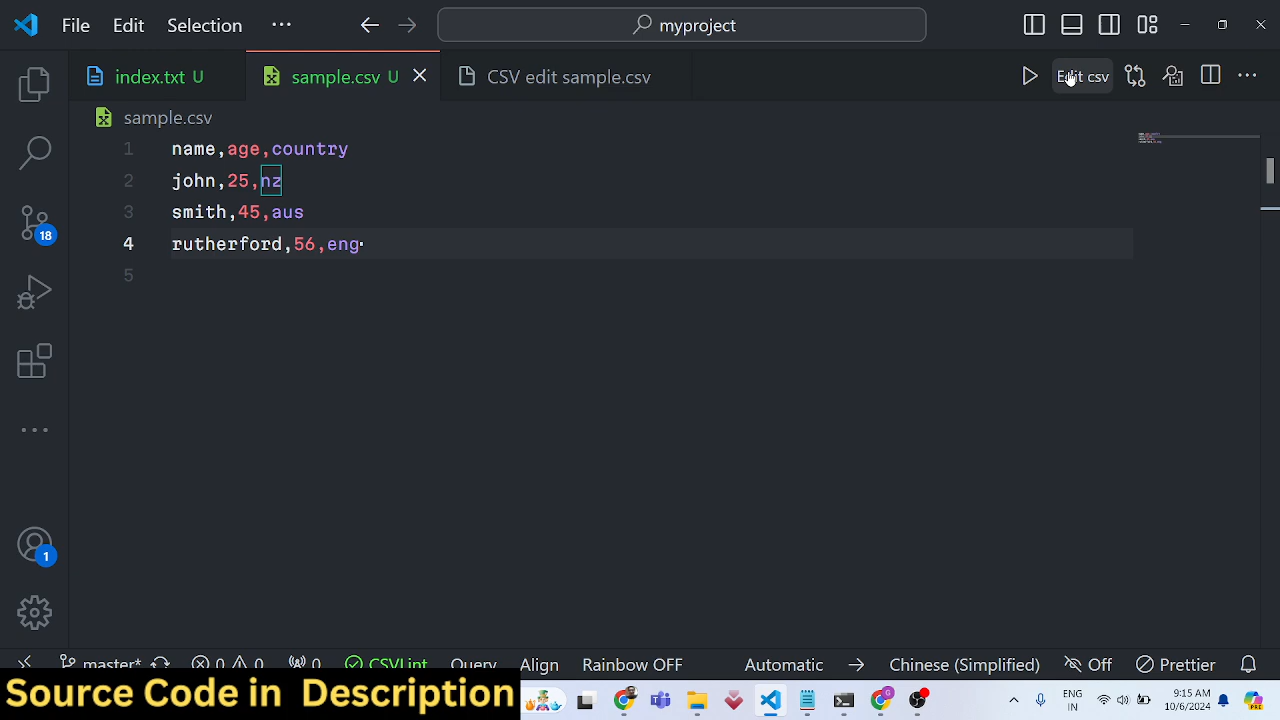 File Edit Selection ··· myproject
index.txt U sample.csv U CSV edit sample.csv Edit csv
sample.csv
1 name,age,country
2 john,25,nz
3 smith,45,aus
4 rutherford,56,eng
5
18
1
master* 0 0 0 CSVLint Query Align Rainbow OFF Automatic → Chinese (Simplified) Off Prettier
Source Code in Description
ENG
IN
9:15 AM
10/6/2024